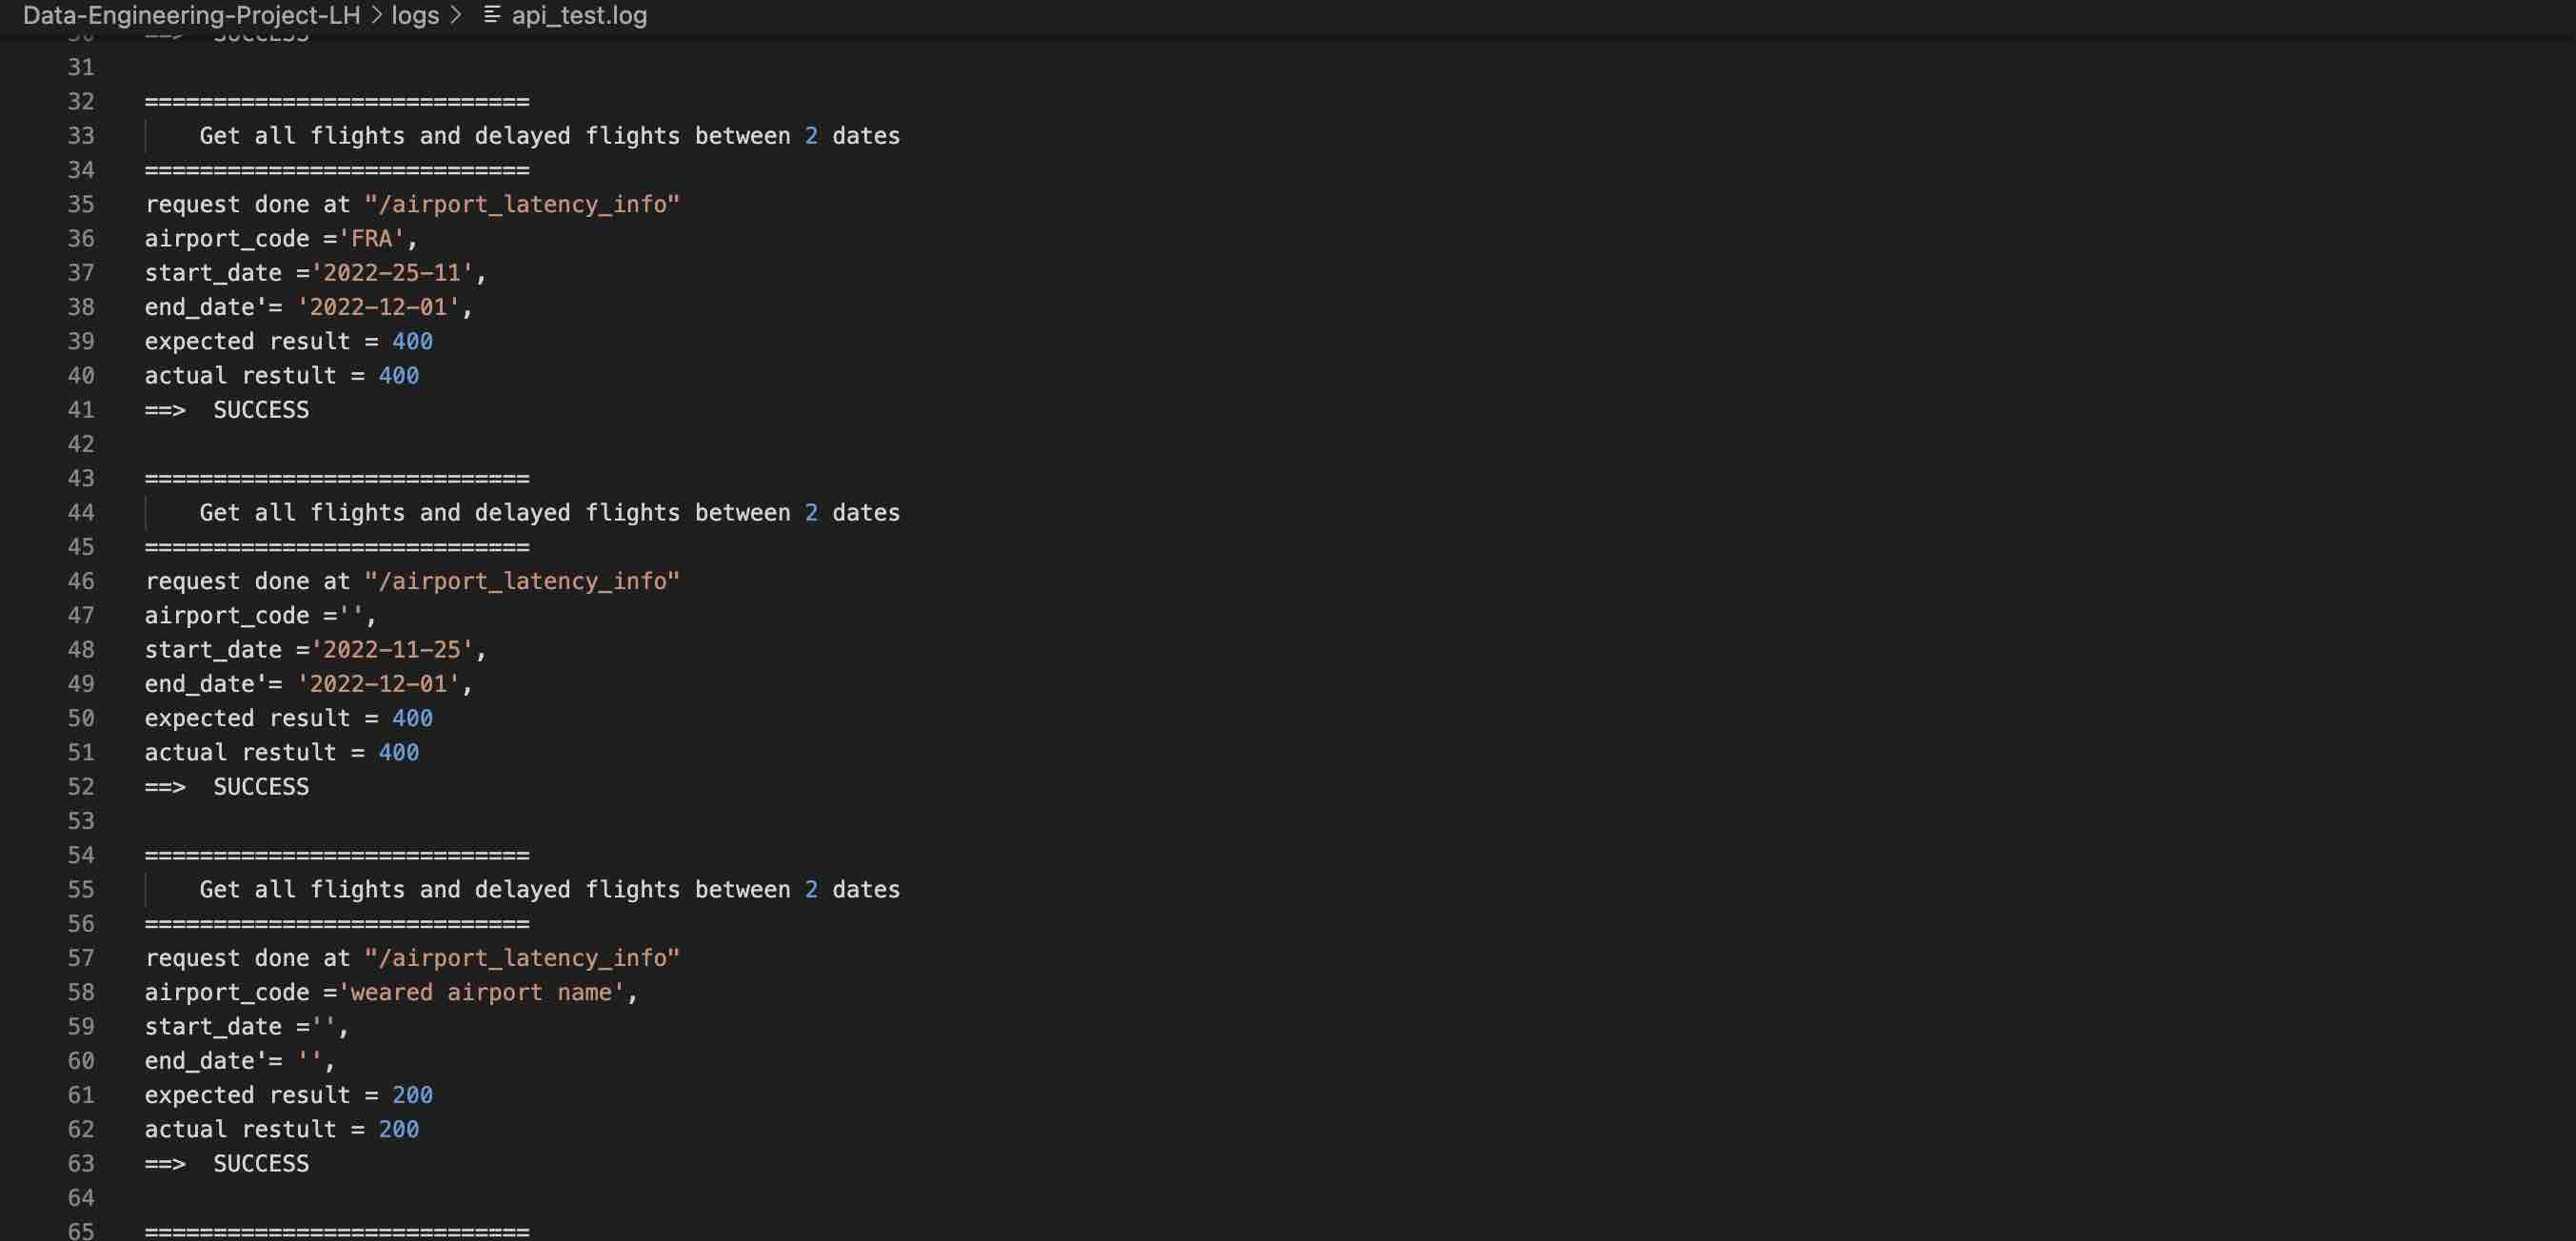 Data-Engineering-Project-LH > logs > api_test.log
30 ==> SUCCESS
31
32 ============================
33 Get all flights and delayed flights between 2 dates
34 ============================
35 request done at "/airport_latency_info"
36 airport_code ='FRA',
37 start_date ='2022-25-11',
38 end_date'= '2022-12-01',
39 expected result = 400
40 actual restult = 400
41 ==>  SUCCESS
42
43 ============================
44 Get all flights and delayed flights between 2 dates
45 ============================
46 request done at "/airport_latency_info"
47 airport_code ='',
48 start_date ='2022-11-25',
49 end_date'= '2022-12-01',
50 expected result = 400
51 actual restult = 400
52 ==>  SUCCESS
53
54 ============================
55 Get all flights and delayed flights between 2 dates
56 ============================
57 request done at "/airport_latency_info"
58 airport_code ='weared airport name',
59 start_date ='',
60 end_date'= '',
61 expected result = 200
62 actual restult = 200
63 ==>  SUCCESS
64
65 ============================